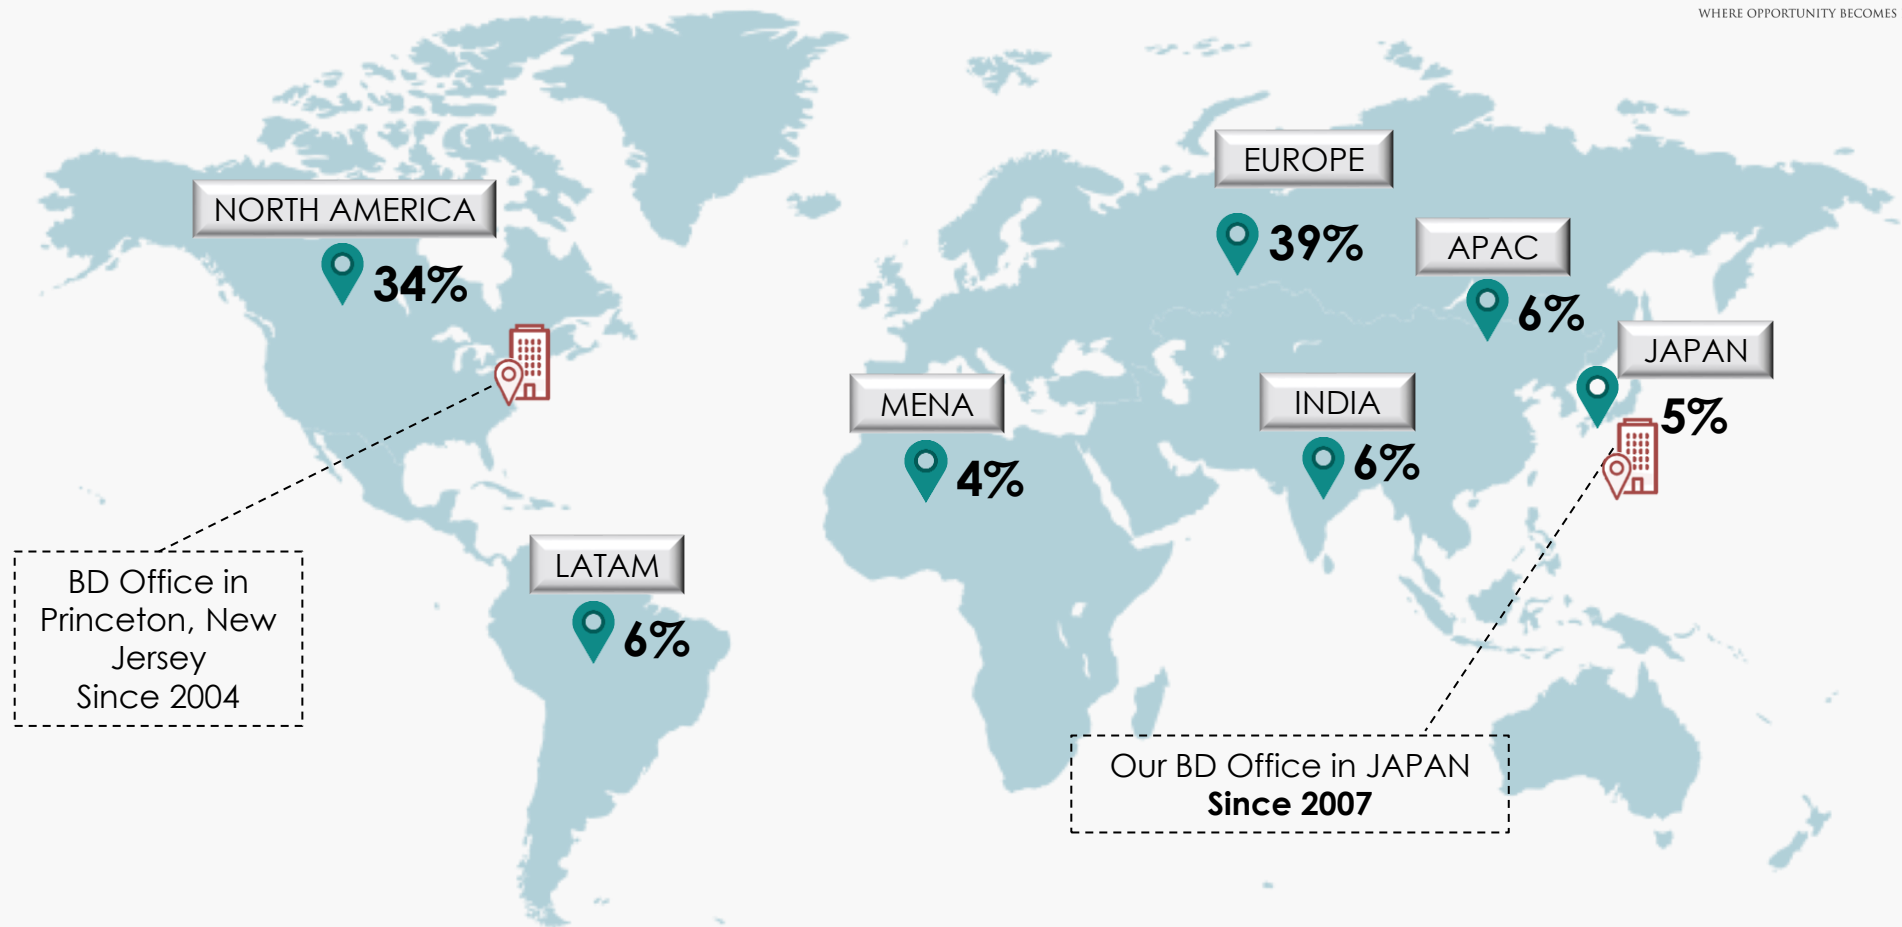 WHERE OPPORTUNITY BECOMES
EUROPE
39%
NORTH AMERICA
34%
APAC
6%
JAPAN
5%
MENA
4%
INDIA
6%
LATAM
6%
BD Office in
Princeton, New
Jersey
Since 2004
Our BD Office in JAPAN
Since 2007